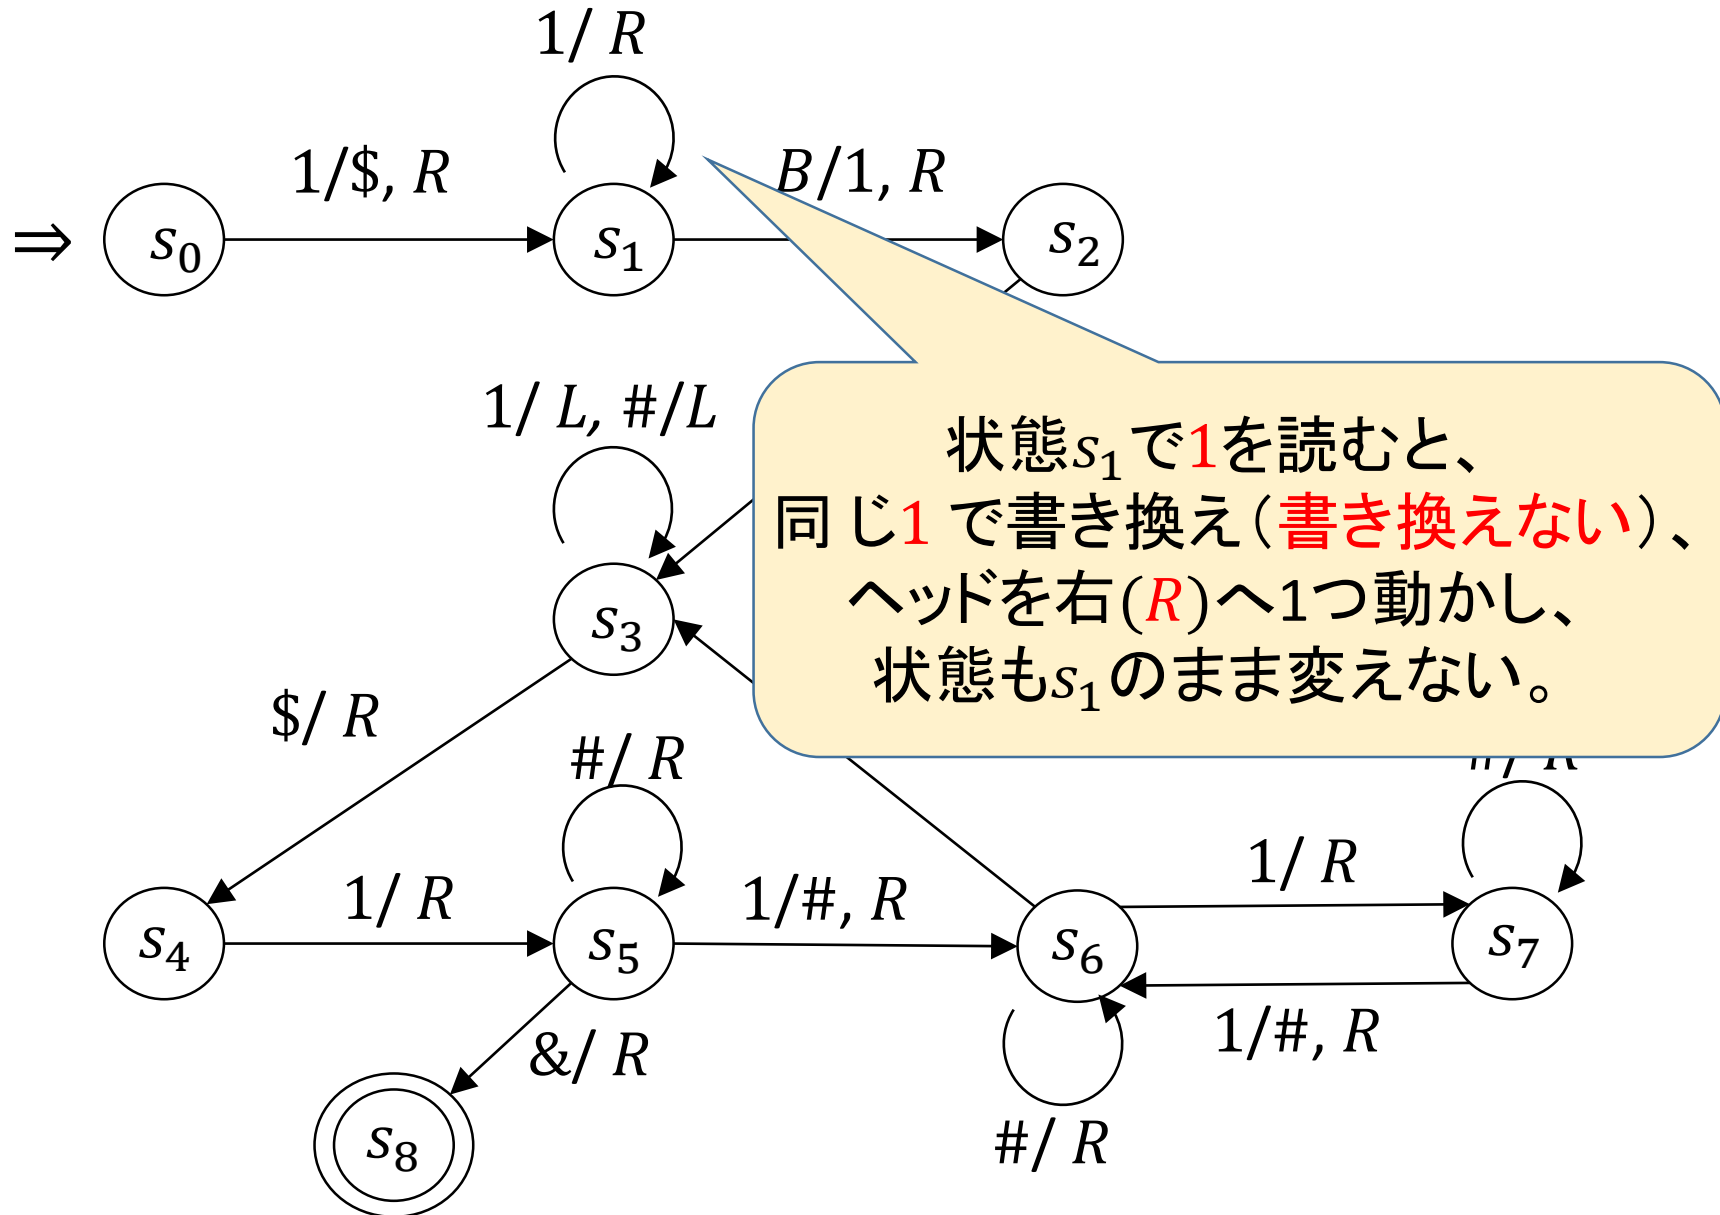 1/ R
1/$, R
B/1, R
⇒
s₀
s₁
s₂
1/ L, #/L
状態s₁で1を読むと、
同じ1 で書き換え(書き換えない)、
ヘッドを右(R)へ1つ動かし、
状態もs₁のまま変えない。
s₃
$/ R
#/ R
#/ R
1/ R
1/#, R
1/ R
s₄
s₅
s₆
s₇
&/ R
1/#, R
s₈
#/ R